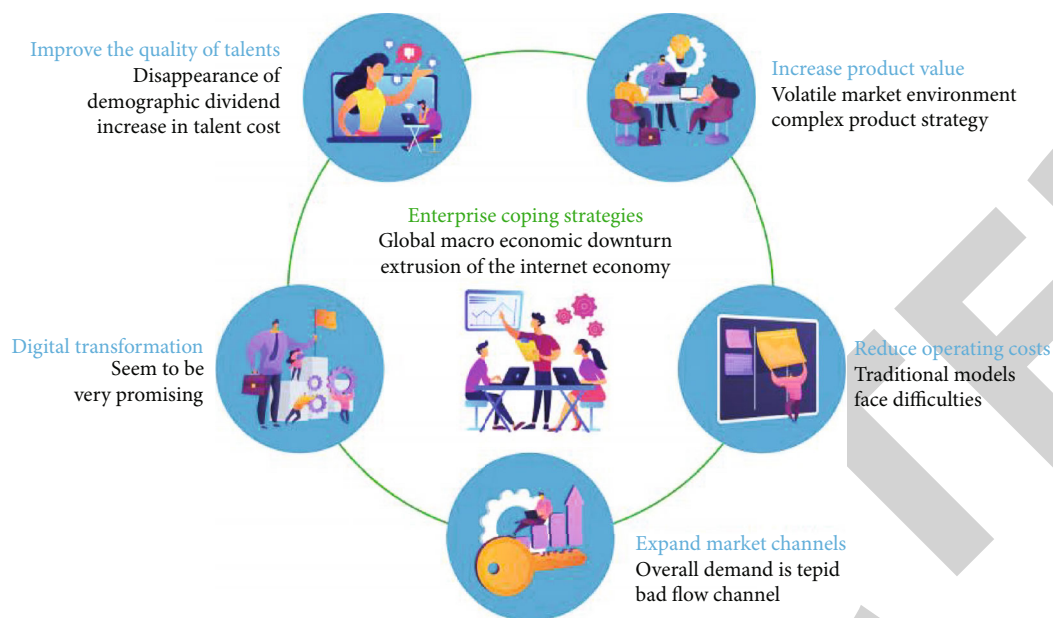 Improve the quality of talents
Disappearance of
demographic dividend
increase in talent cost
Increase product value
Volatile market environment
complex product strategy
Enterprise coping strategies
Global macro economic downturn
extrusion of the internet economy
Digital transformation
Seem to be
very promising
Reduce operating costs
Traditional models
face difficulties
Expand market channels
Overall demand is tepid
bad flow channel